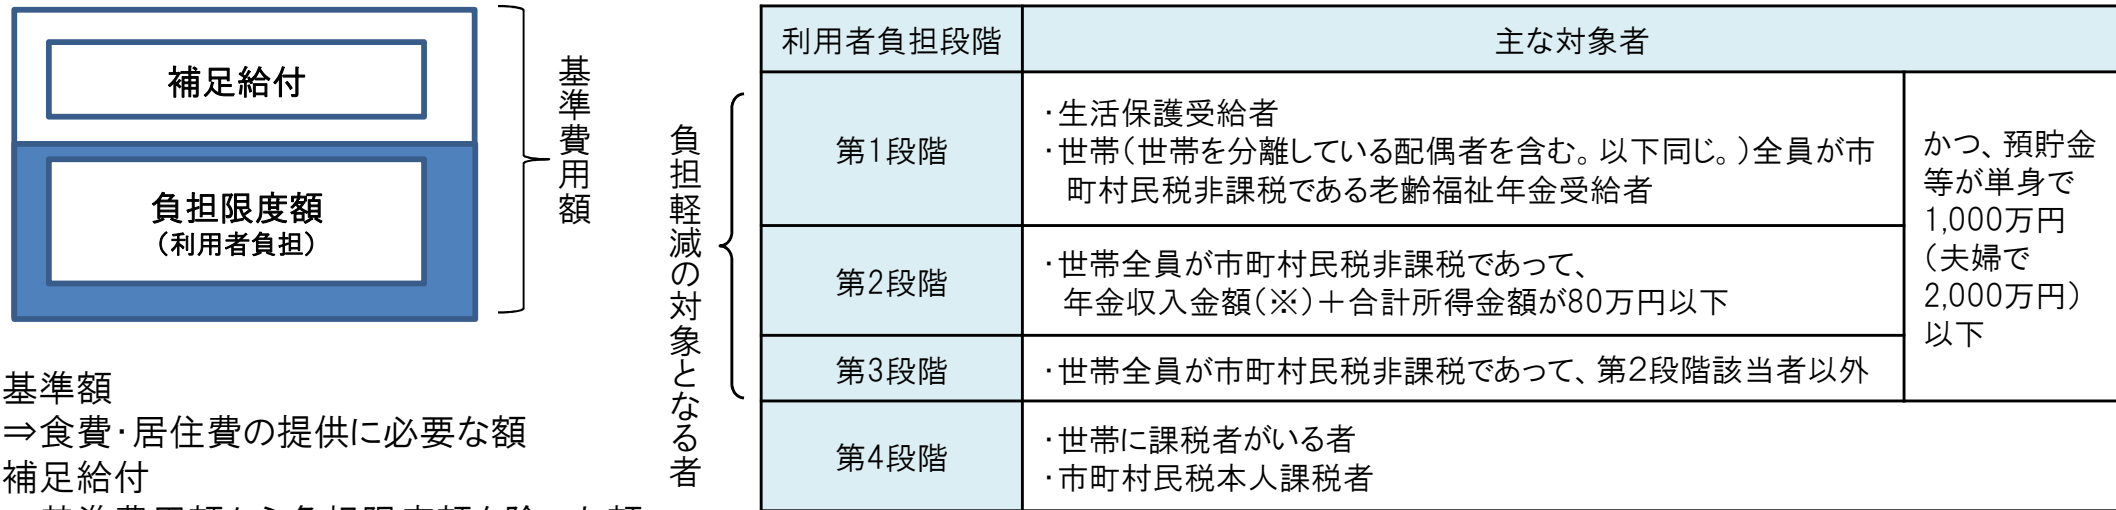 補足給付
負担限度額
（利用者負担）
基準費用額
基準額
⇒食費・居住費の提供に必要な額
補足給付
負担軽減の対象となる者
利用者負担段階
主な対象者
第1段階
・生活保護受給者
・世帯（世帯を分離している配偶者を含む。以下同じ。）全員が市
町村民税非課税である老齢福祉年金受給者
かつ、預貯金
等が単身で
1,000万円
（夫婦で
2,000万円）
以下
第2段階
・世帯全員が市町村民税非課税であって、
年金収入金額（※）＋合計所得金額が80万円以下
第3段階
・世帯全員が市町村民税非課税であって、第２段階該当者以外
第4段階
・世帯に課税者がいる者
・市町村民税本人課税者